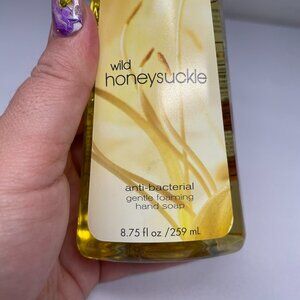 wild
honeysuckle
anti-bacterial
gentle foaming
hand soap
8.75 fl oz / 259 mL